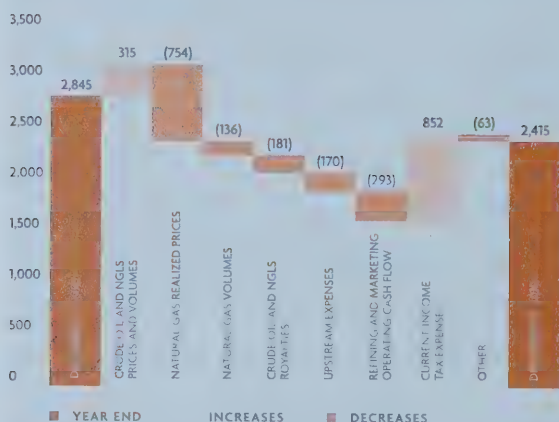 3,500
3,000
2,500
2,000
1,500
1,000
500
0
2,845
315
(754)
(136)
(181)
(170)
(293)
852
(63)
2,415
CRUDE OIL AND NGLS
PRICES AND VOLUMES
NATURAL GAS REALIZED PRICES
NATURAL GAS VOLUMES
CRUDE OIL AND NGLS
ROYALTIES
UPSTREAM EXPENSES
REFINING AND MARKETING
OPERATING CASH FLOW
CURRENT INCOME
TAX EXPENSE
OTHER
YEAR END INCREASES DECREASES